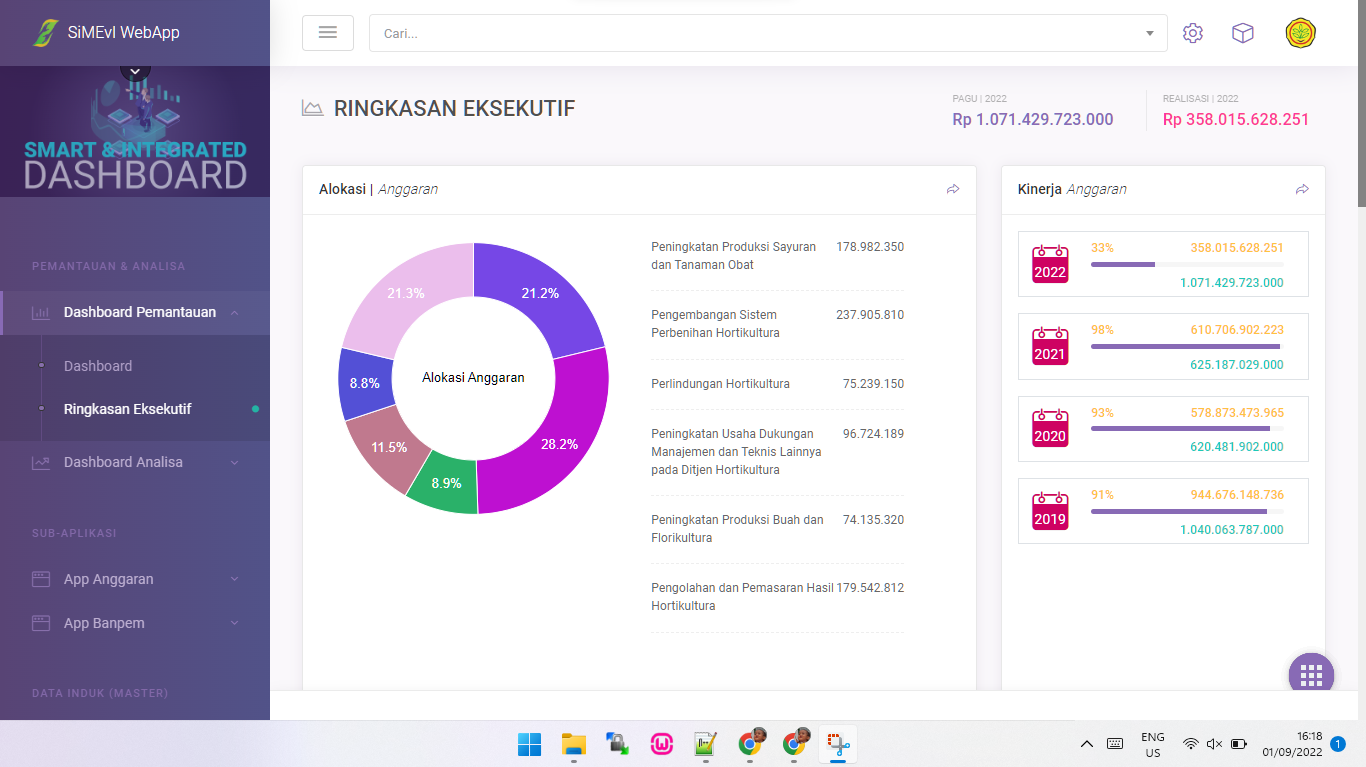 SiMEvI WebApp
Cari...
SMART & INTEGRATED
DASHBOARD
PEMANTAUAN & ANALISA
Dashboard Pemantauan
Dashboard
Ringkasan Eksekutif
Dashboard Analisa
SUB-APLIKASI
App Anggaran
App Banpem
DATA INDUK (MASTER)
RINGKASAN EKSEKUTIF
PAGU | 2022
Rp 1.071.429.723.000
REALISASI | 2022
Rp 358.015.628.251
Alokasi | Anggaran
21.3%
21.2%
8.8%
Alokasi Anggaran
11.5%
28.2%
8.9%
Peningkatan Produksi Sayuran 178.982.350
dan Tanaman Obat
Pengembangan Sistem 237.905.810
Perbenihan Hortikultura
Perlindungan Hortikultura 75.239.150
Peningkatan Usaha Dukungan 96.724.189
Manajemen dan Teknis Lainnya
pada Ditjen Hortikultura
Peningkatan Produksi Buah dan 74.135.320
Florikultura
Pengolahan dan Pemasaran Hasil 179.542.812
Hortikultura
Kinerja Anggaran
33% 358.015.628.251
2022
1.071.429.723.000
98% 610.706.902.223
2021
625.187.029.000
93% 578.873.473.965
2020
620.481.902.000
91% 944.676.148.736
2019
1.040.063.787.000
ENG
US
16:18
01/09/2022
1